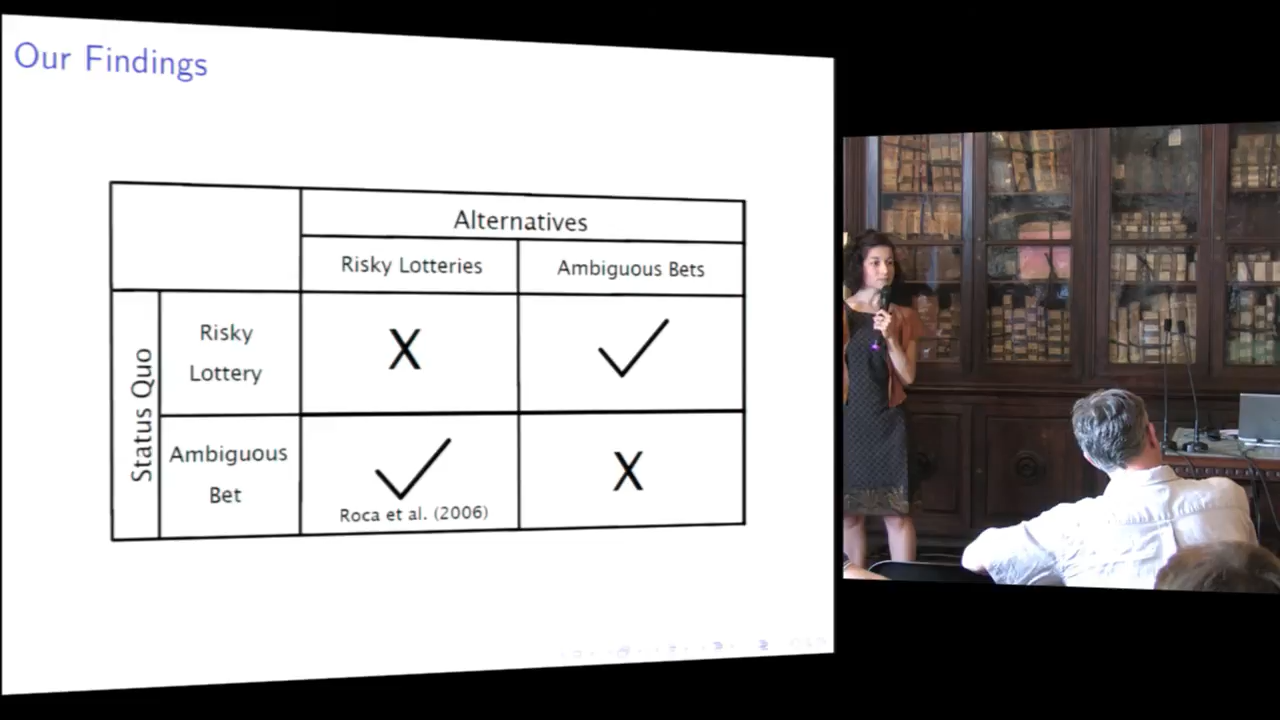 Our Findings
Alternatives
Risky Lotteries
Ambiguous Bets
Status Quo
Risky
Lottery
X
✓
Ambiguous
Bet
✓
Roca et al. (2006)
X